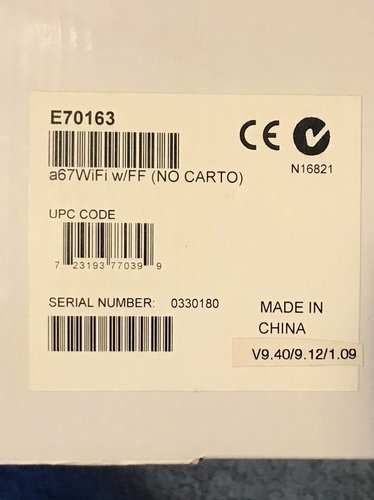 E70163
CE
N16821
a67WiFi w/FF (NO CARTO)
UPC CODE
7 23193 77039 9
SERIAL NUMBER: 0330180
MADE IN
CHINA
V9.40/9.12/1.09